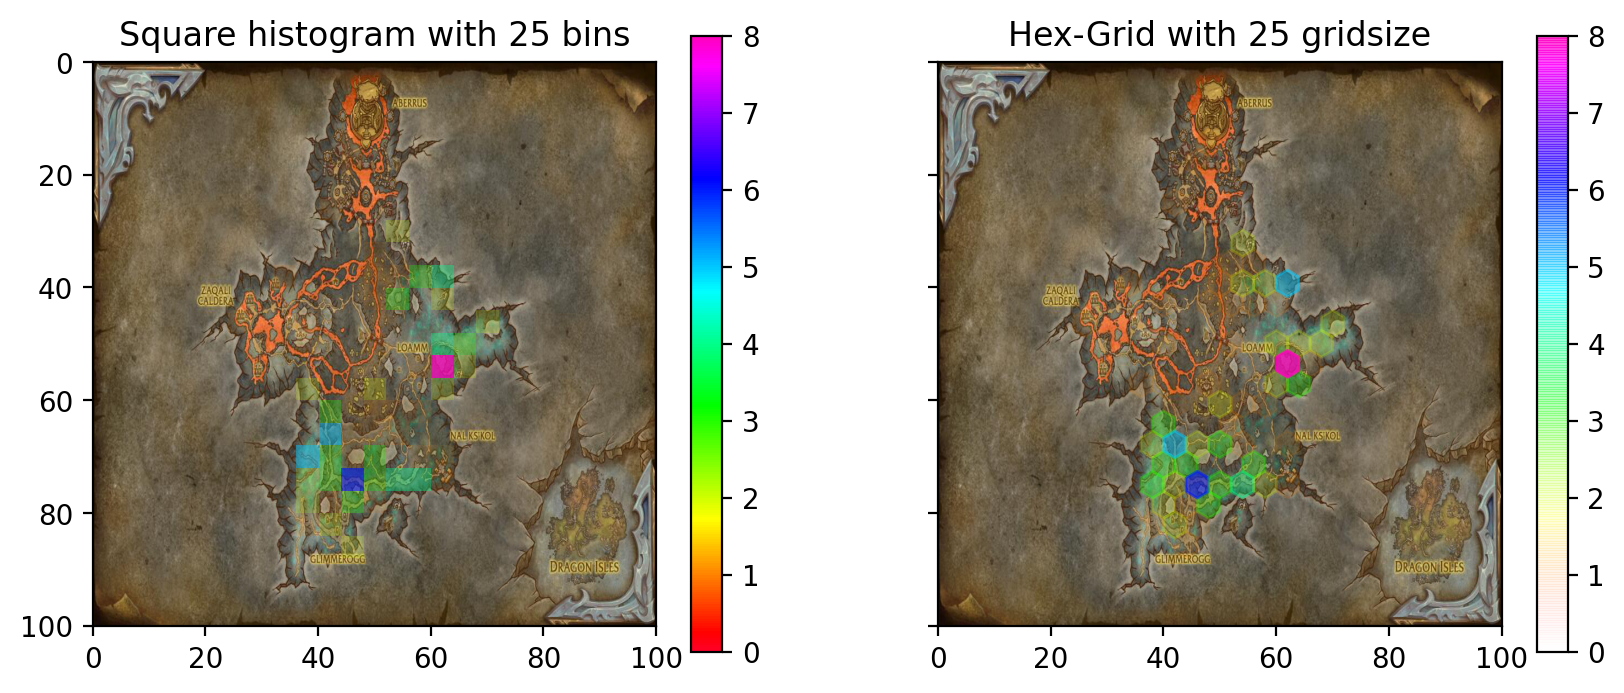 Square histogram with 25 bins
Hex-Grid with 25 gridsize
0
20
40
60
80
100
0
20
40
60
80
100
ABERRUS
ZAQALI
CALDERA
LOAMM
NAL KS'KOL
GLIMMEROGG
DRAGON ISLES
8
7
6
5
4
3
2
1
0
ABERRUS
ZAQALI
CALDERA
LOAMM
NAL KS'KOL
GLIMMEROGG
DRAGON ISLES
0
20
40
60
80
100
8
7
6
5
4
3
2
1
0